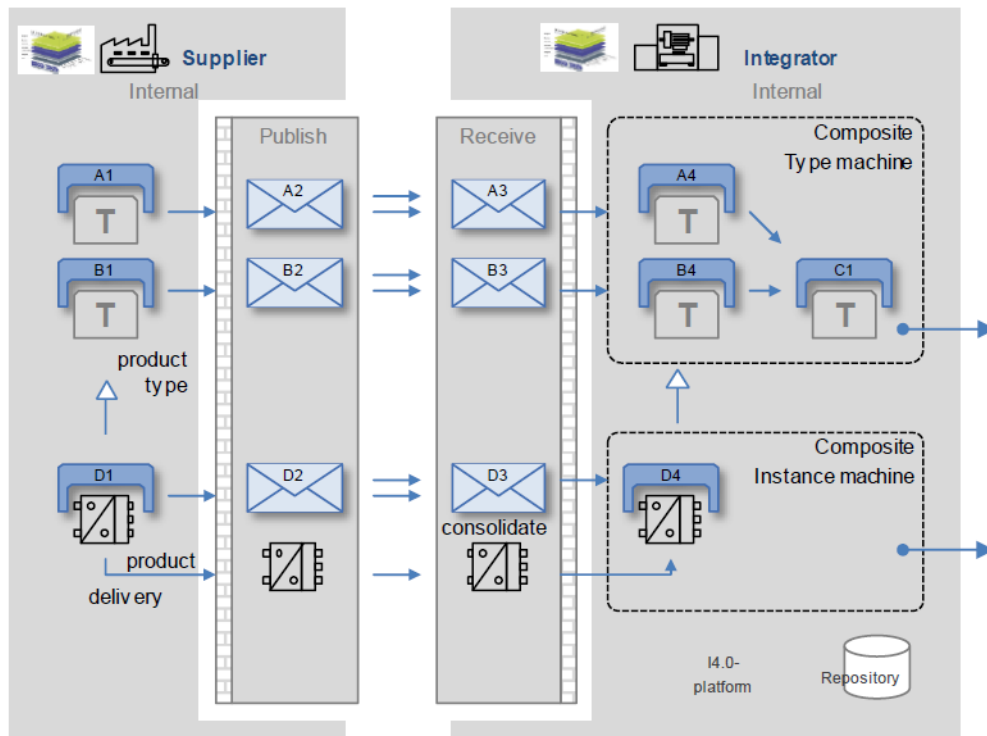 Supplier
Internal
Integrator
Internal
Publish
Receive
Composite
Type machine
A1
T
A2
A3
A4
T
B1
T
B2
B3
B4
T
C1
T
product
type
Composite
Instance machine
D1
D2
D3
D4
consolidate
product
delivery
I4.0-
platform
Repository